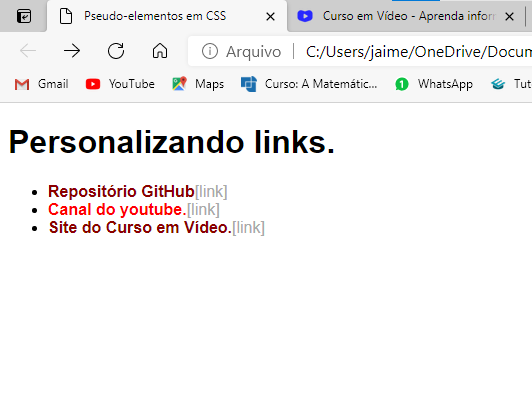 Pseudo-elementos em CSS
Curso em Vídeo - Aprenda infor
Arquivo
C:/Users/jaime/OneDrive/Docum
Gmail
YouTube
Maps
Curso: A Matemátic...
WhatsApp
Tut
Personalizando links.
Repositório GitHub[link]
Canal do youtube.[link]
Site do Curso em Vídeo.[link]